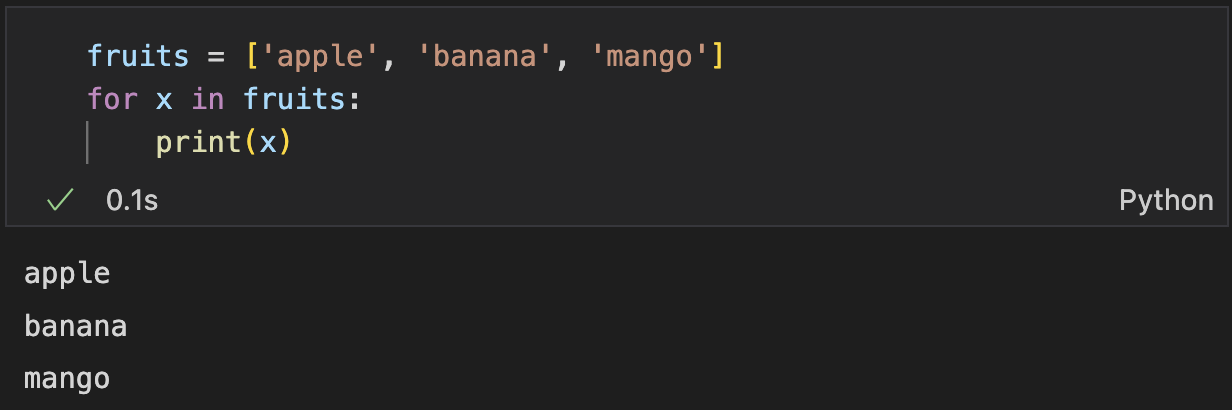 fruits = ['apple', 'banana', 'mango']
for x in fruits:
    print(x)
0.1s Python
apple
banana
mango